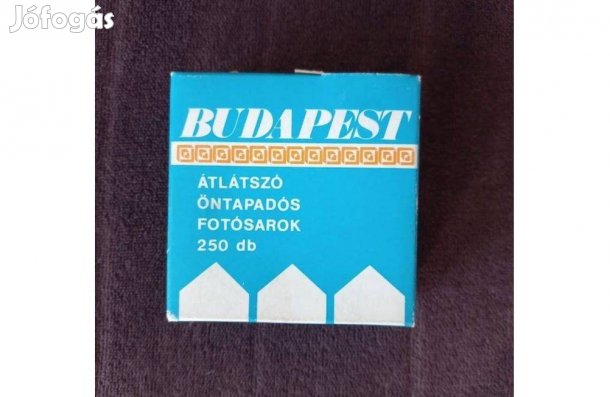 Jófogás
BUDAPEST
ÁTLÁTSZÓ
ÖNTAPADÓS
FOTÓSAROK
250 db